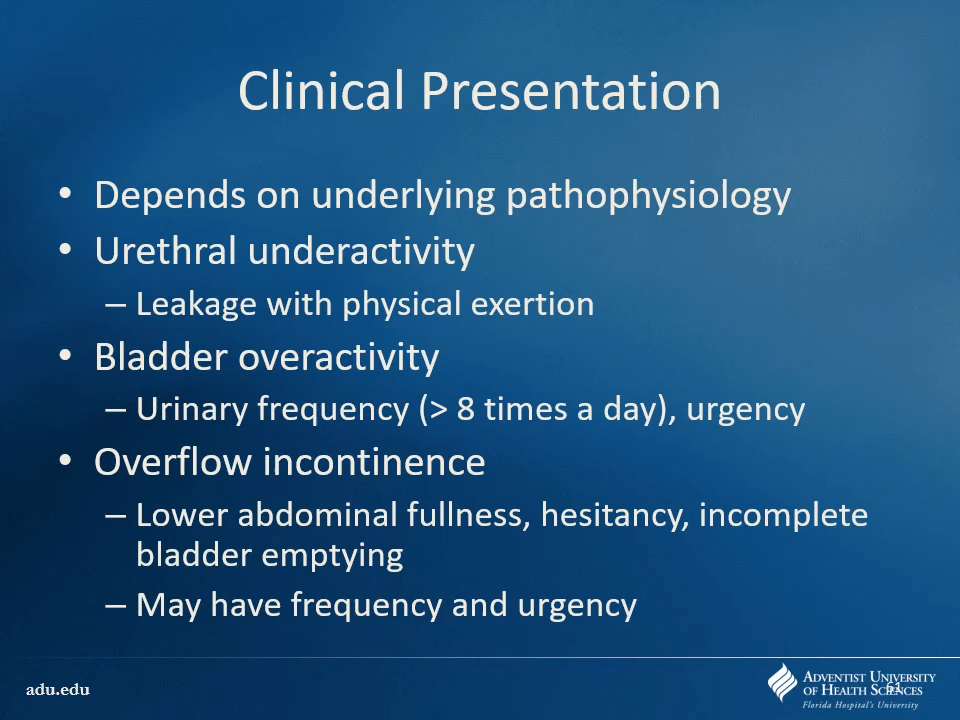 Clinical Presentation
• Depends on underlying pathophysiology
• Urethral underactivity
– Leakage with physical exertion
• Bladder overactivity
– Urinary frequency (> 8 times a day), urgency
• Overflow incontinence
– Lower abdominal fullness, hesitancy, incomplete
bladder emptying
– May have frequency and urgency
adu.edu
ADVENTIST UNIVERSITY
OF HEALTH SCIENCES
61
Florida Hospital's University